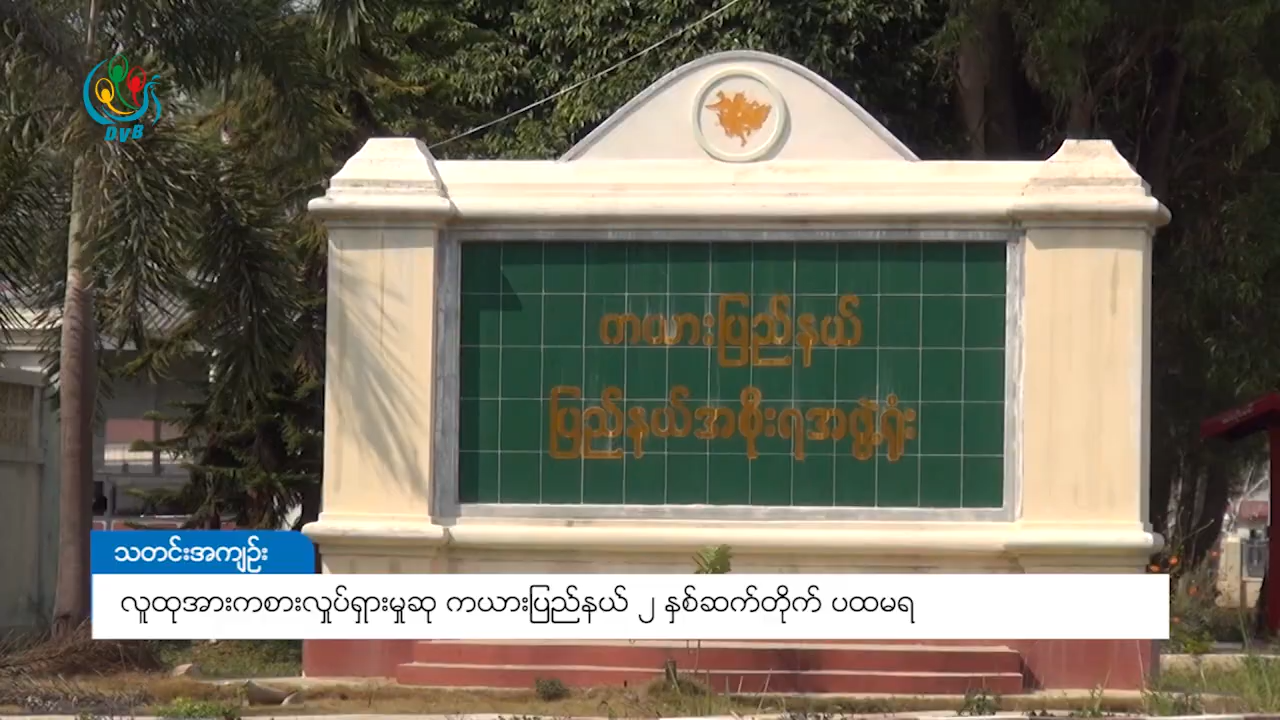 DVB
ကယားပြည်နယ်
ပြည်နယ်အစိုးရအဖွဲ့ရုံး
သတင်းအကျဉ်း
လူထုအားကစားလှုပ်ရှားမှုဆု ကယားပြည်နယ် ၂ နှစ်ဆက်တိုက် ပထမရ